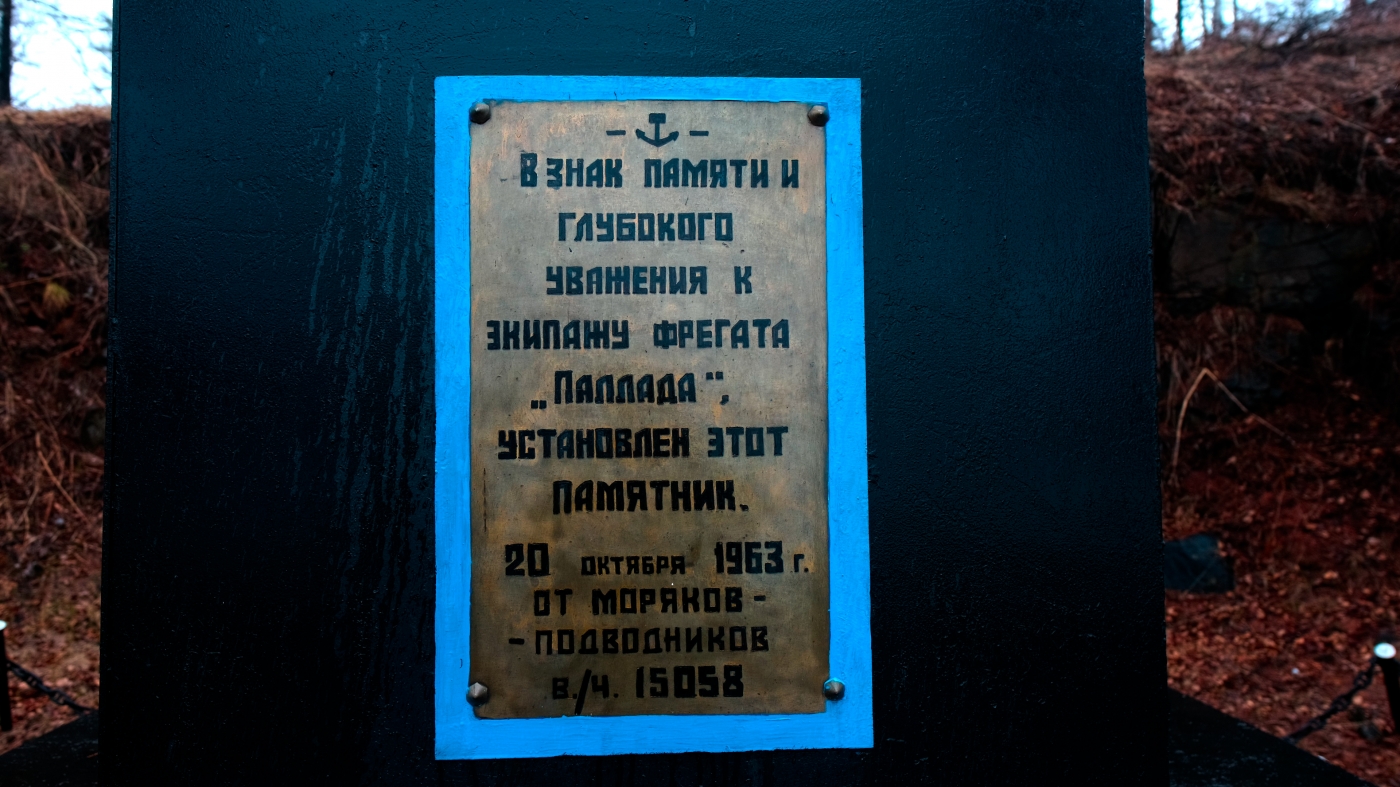 В ЗНАК ПАМЯТИ И
ГЛУБОКОГО
УВАЖЕНИЯ К
ЭКИПАЖУ ФРЕГАТА
„ПАЛЛАДА“,
УСТАНОВЛЕН ЭТОТ
ПАМЯТНИК.
20 ОКТЯБРЯ 1963 г.
ОТ МОРЯКОВ-
-ПОДВОДНИКОВ
В./Ч. 15058